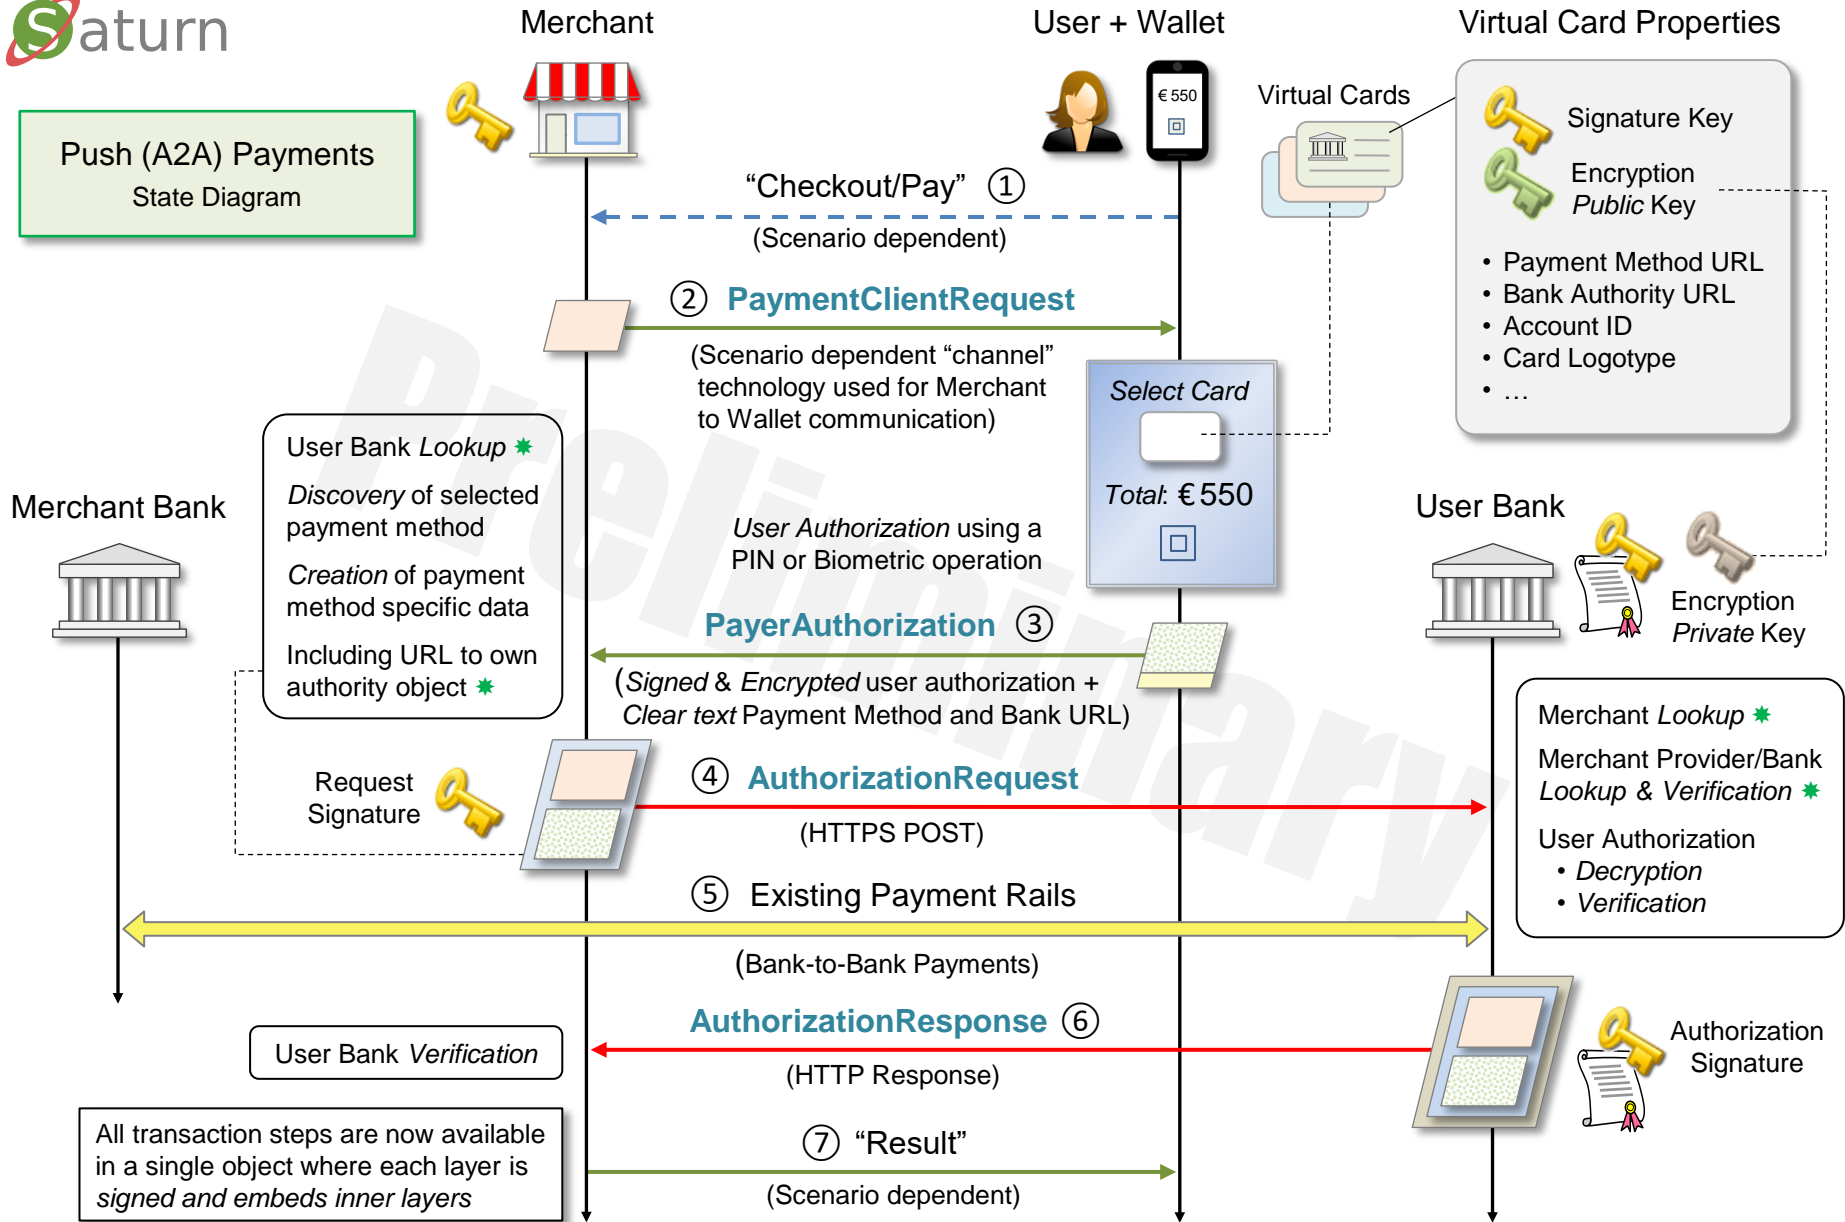 Saturn
Push (A2A) Payments
State Diagram
Merchant
User + Wallet
Virtual Card Properties
€ 550
Virtual Cards
Signature Key
Encryption
Public Key
• Payment Method URL
• Bank Authority URL
• Account ID
• Card Logotype
• …
“Checkout/Pay” ①
(Scenario dependent)
② PaymentClientRequest
(Scenario dependent “channel”
technology used for Merchant
to Wallet communication)
Select Card
Total: € 550
User Authorization using a
PIN or Biometric operation
User Bank Lookup ✸
Discovery of selected
payment method
Creation of payment
method specific data
Including URL to own
authority object ✸
Merchant Bank
User Bank
Encryption
Private Key
PayerAuthorization ③
(Signed & Encrypted user authorization +
Clear text Payment Method and Bank URL)
Merchant Lookup ✸
Merchant Provider/Bank
Lookup & Verification ✸
User Authorization
• Decryption
• Verification
Request
Signature
④ AuthorizationRequest
(HTTPS POST)
⑤ Existing Payment Rails
(Bank-to-Bank Payments)
AuthorizationResponse ⑥
(HTTP Response)
User Bank Verification
Authorization
Signature
All transaction steps are now available
in a single object where each layer is
signed and embeds inner layers
⑦ “Result”
(Scenario dependent)
Preliminary